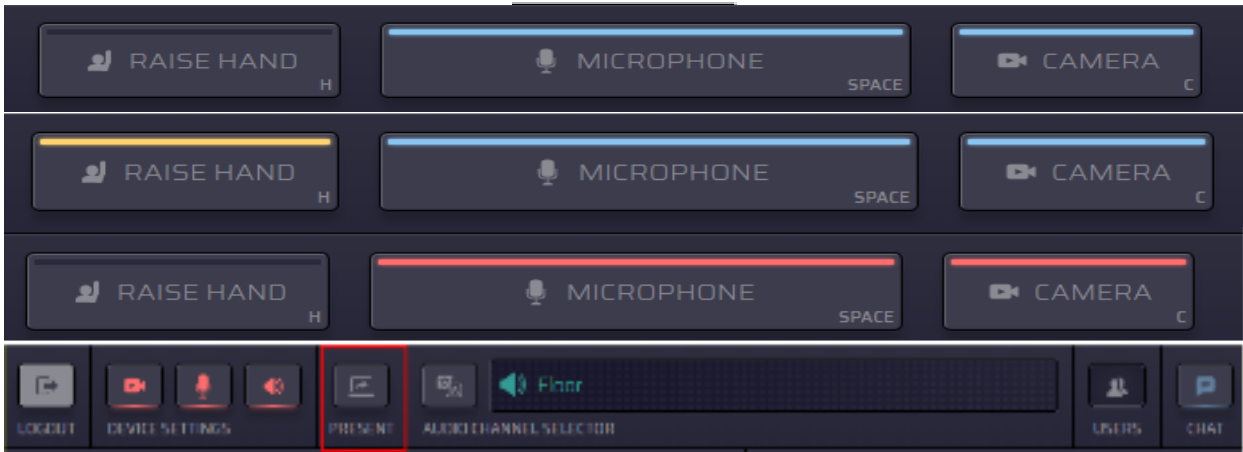 RAISE HAND H MICROPHONE SPACE CAMERA C
RAISE HAND H MICROPHONE SPACE CAMERA C
RAISE HAND H MICROPHONE SPACE CAMERA C
Floor
LOGOUT DEVICE SETTINGS PRESENT AUDIO CHANNEL SELECTOR USERS CHAT